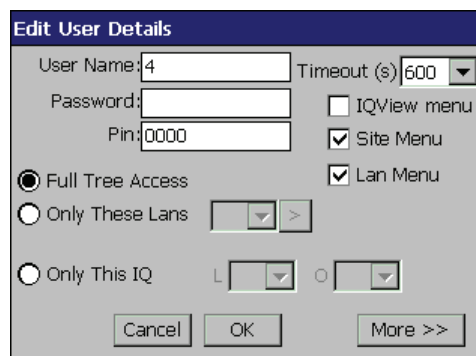 Edit User Details
User Name: 4
Timeout (s) 600
Password:
IQView menu
Pin: 0000
Site Menu
Full Tree Access
Lan Menu
Only These Lans
>
Only This IQ
L
O
Cancel
OK
More >>